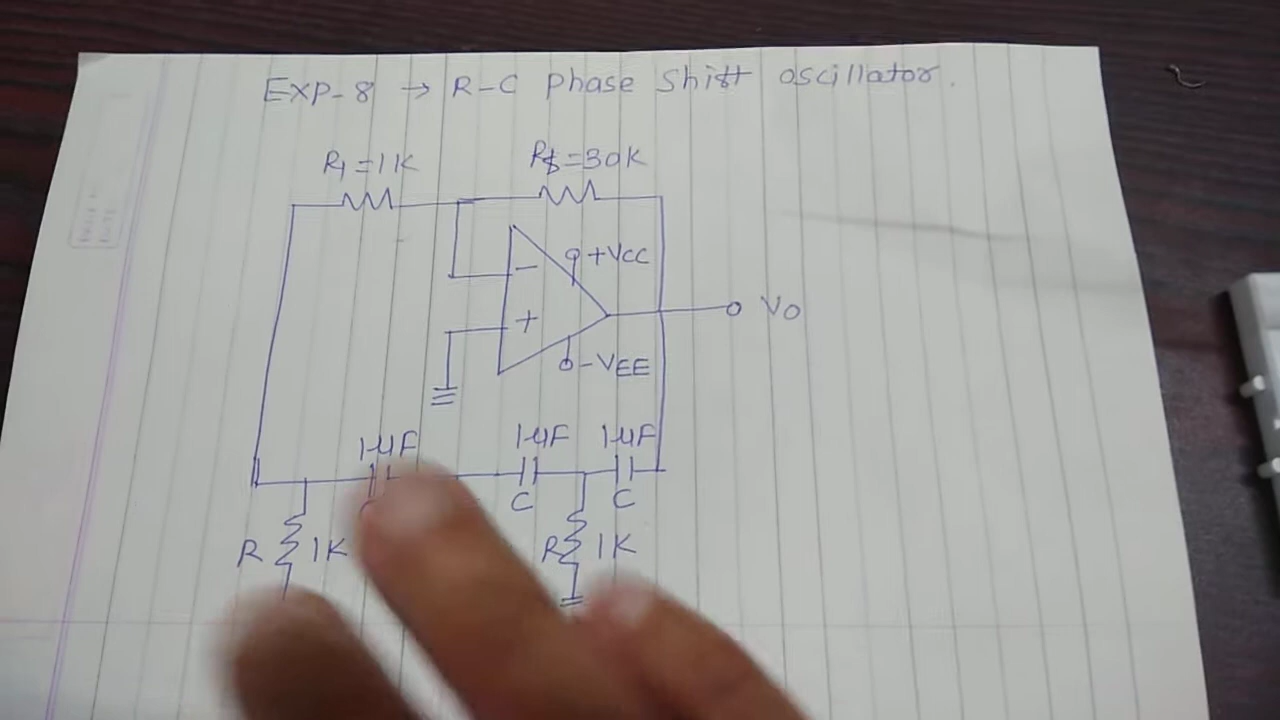 EXP-8 → R-C Phase Shift oscillator.
R1=1K
Rf=30K
-
+VCC
+
VO
-VEE
1μF
1μF
1μF
C
C
R
1K
R
1K